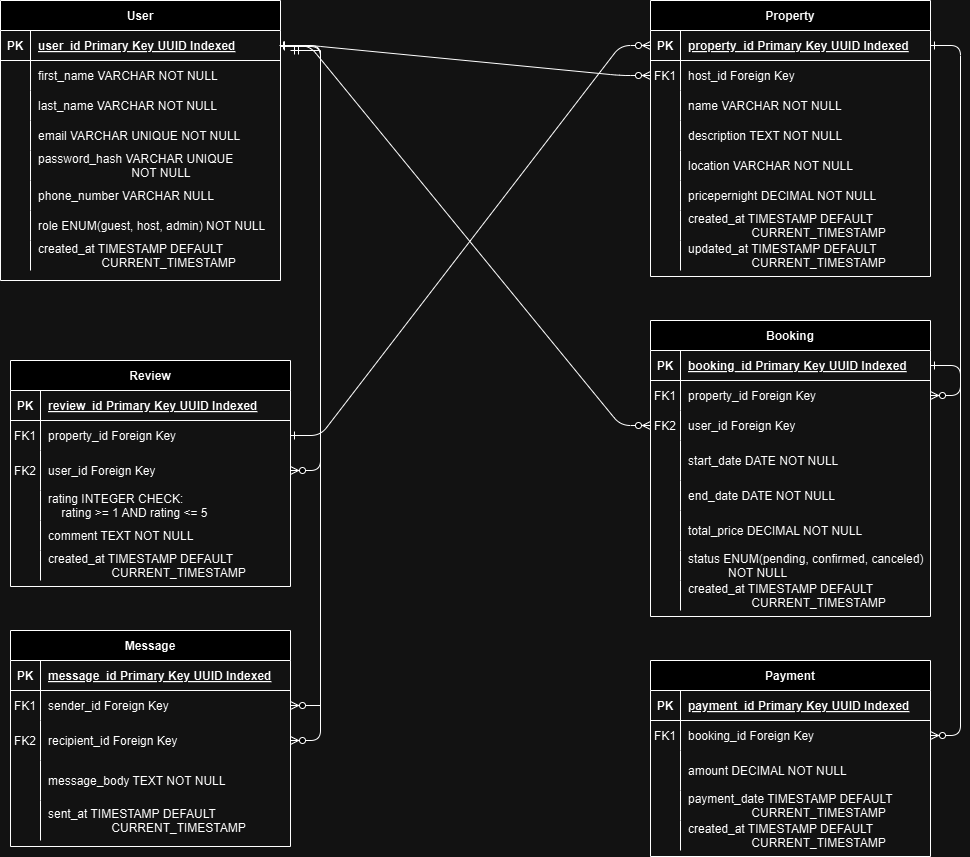 User
PK user_id Primary Key UUID Indexed
first_name VARCHAR NOT NULL
last_name VARCHAR NOT NULL
email VARCHAR UNIQUE NOT NULL
password_hash VARCHAR UNIQUE
NOT NULL
phone_number VARCHAR NULL
role ENUM(guest, host, admin) NOT NULL
created_at TIMESTAMP DEFAULT
CURRENT_TIMESTAMP
Property
PK property_id Primary Key UUID Indexed
FK1 host_id Foreign Key
name VARCHAR NOT NULL
description TEXT NOT NULL
location VARCHAR NOT NULL
pricepernight DECIMAL NOT NULL
created_at TIMESTAMP DEFAULT
CURRENT_TIMESTAMP
updated_at TIMESTAMP DEFAULT
CURRENT_TIMESTAMP
Review
PK review_id Primary Key UUID Indexed
FK1 property_id Foreign Key
FK2 user_id Foreign Key
rating INTEGER CHECK:
rating >= 1 AND rating <= 5
comment TEXT NOT NULL
created_at TIMESTAMP DEFAULT
CURRENT_TIMESTAMP
Booking
PK booking_id Primary Key UUID Indexed
FK1 property_id Foreign Key
FK2 user_id Foreign Key
start_date DATE NOT NULL
end_date DATE NOT NULL
total_price DECIMAL NOT NULL
status ENUM(pending, confirmed, canceled)
NOT NULL
created_at TIMESTAMP DEFAULT
CURRENT_TIMESTAMP
Message
PK message_id Primary Key UUID Indexed
FK1 sender_id Foreign Key
FK2 recipient_id Foreign Key
message_body TEXT NOT NULL
sent_at TIMESTAMP DEFAULT
CURRENT_TIMESTAMP
Payment
PK payment_id Primary Key UUID Indexed
FK1 booking_id Foreign Key
amount DECIMAL NOT NULL
payment_date TIMESTAMP DEFAULT
CURRENT_TIMESTAMP
created_at TIMESTAMP DEFAULT
CURRENT_TIMESTAMP